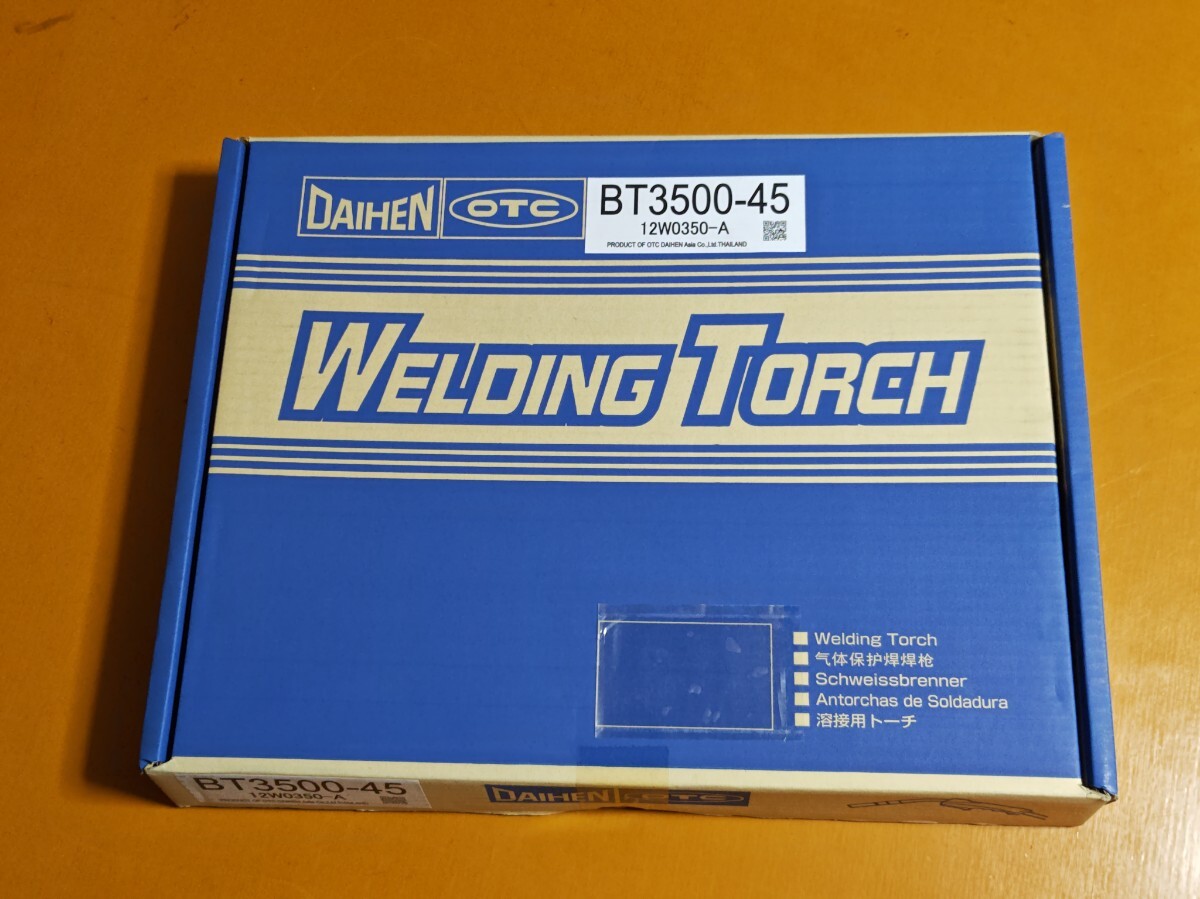 DAIHEN OTC BT3500-45
12W0350-A
PRODUCT OF OTC DAIHEN Asia Co.,Ltd.THAILAND
WELDING TORCH
Welding Torch
气体保护焊焊枪
Schweissbrenner
Antorchas de Soldadura
溶接用トーチ
BT3500-45
12W0350-A
DAIHEN OTC